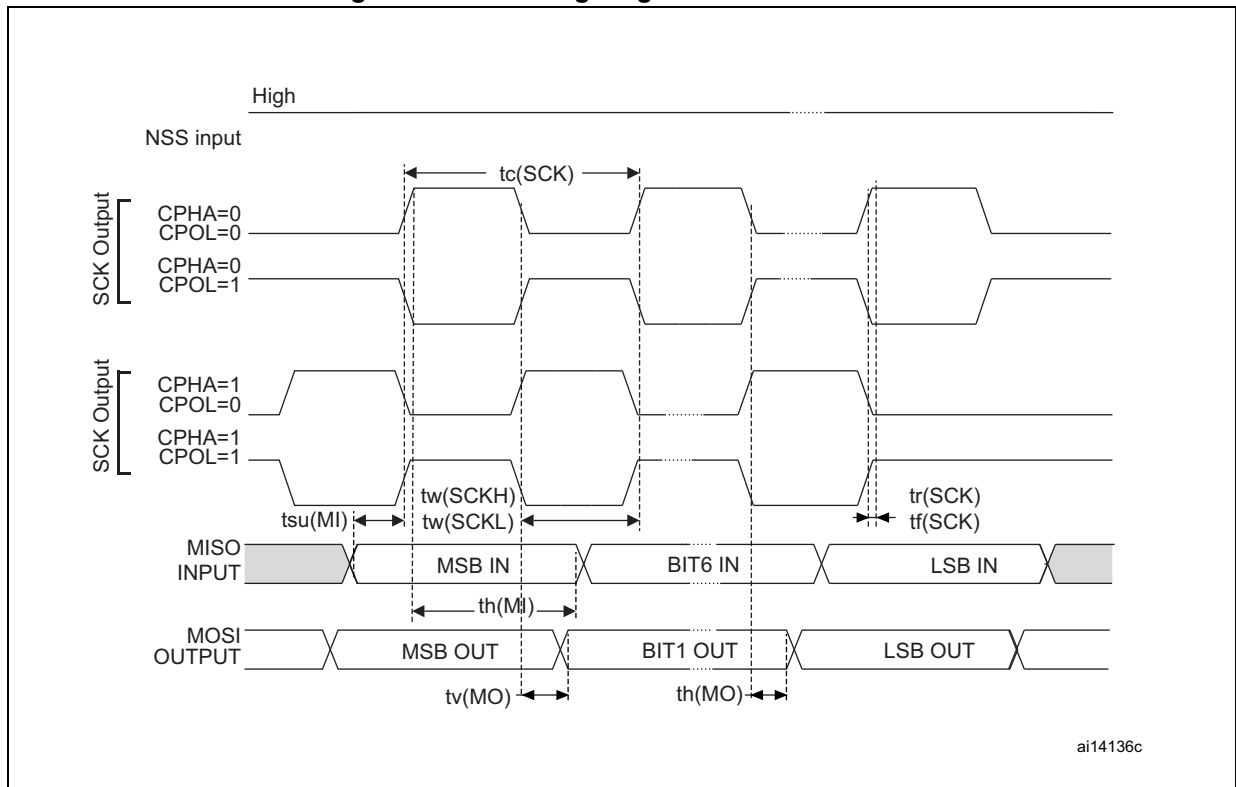 High
NSS input
tc(SCK)
SCK Output
CPHA=0
CPOL=0
CPHA=0
CPOL=1
SCK Output
CPHA=1
CPOL=0
CPHA=1
CPOL=1
tw(SCKH)
tw(SCKL)
tr(SCK)
tf(SCK)
tsu(MI)
MISO
INPUT
MSB IN
BIT6 IN
LSB IN
th(MI)
MOSI
OUTPUT
MSB OUT
BIT1 OUT
LSB OUT
tv(MO)
th(MO)
ai14136c